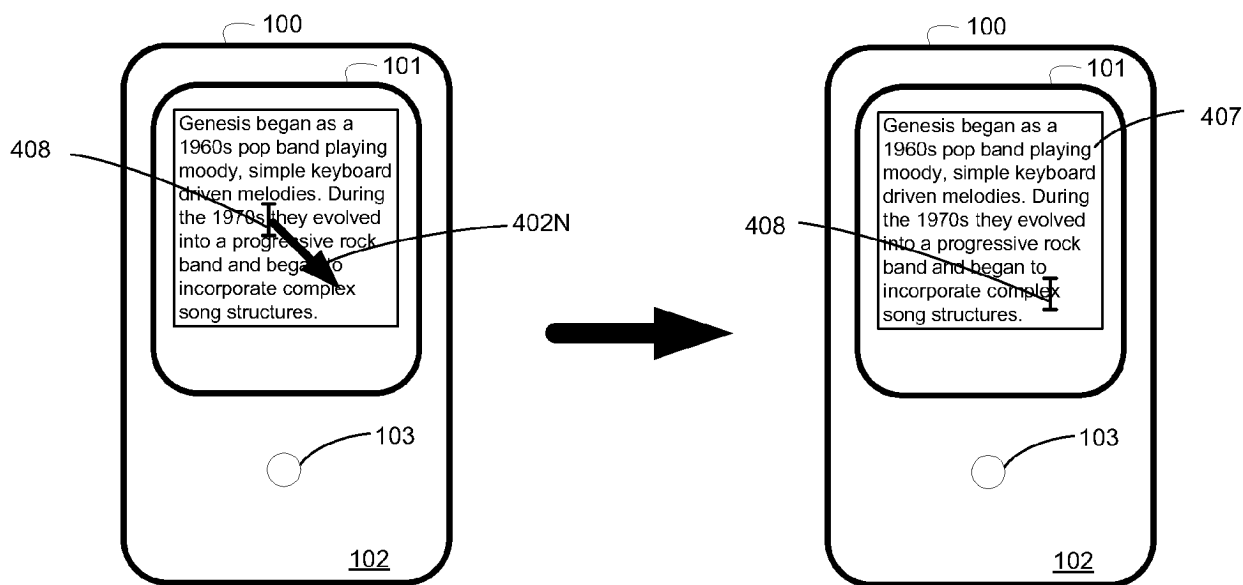 100
101
Genesis began as a
1960s pop band playing
moody, simple keyboard
driven melodies. During
the 1970s they evolved
into a progressive rock
band and began to
incorporate complex
song structures.
408
402N
103
102
100
101
407
Genesis began as a
1960s pop band playing
moody, simple keyboard
driven melodies. During
the 1970s they evolved
into a progressive rock
band and began to
incorporate complex
song structures.
408
103
102